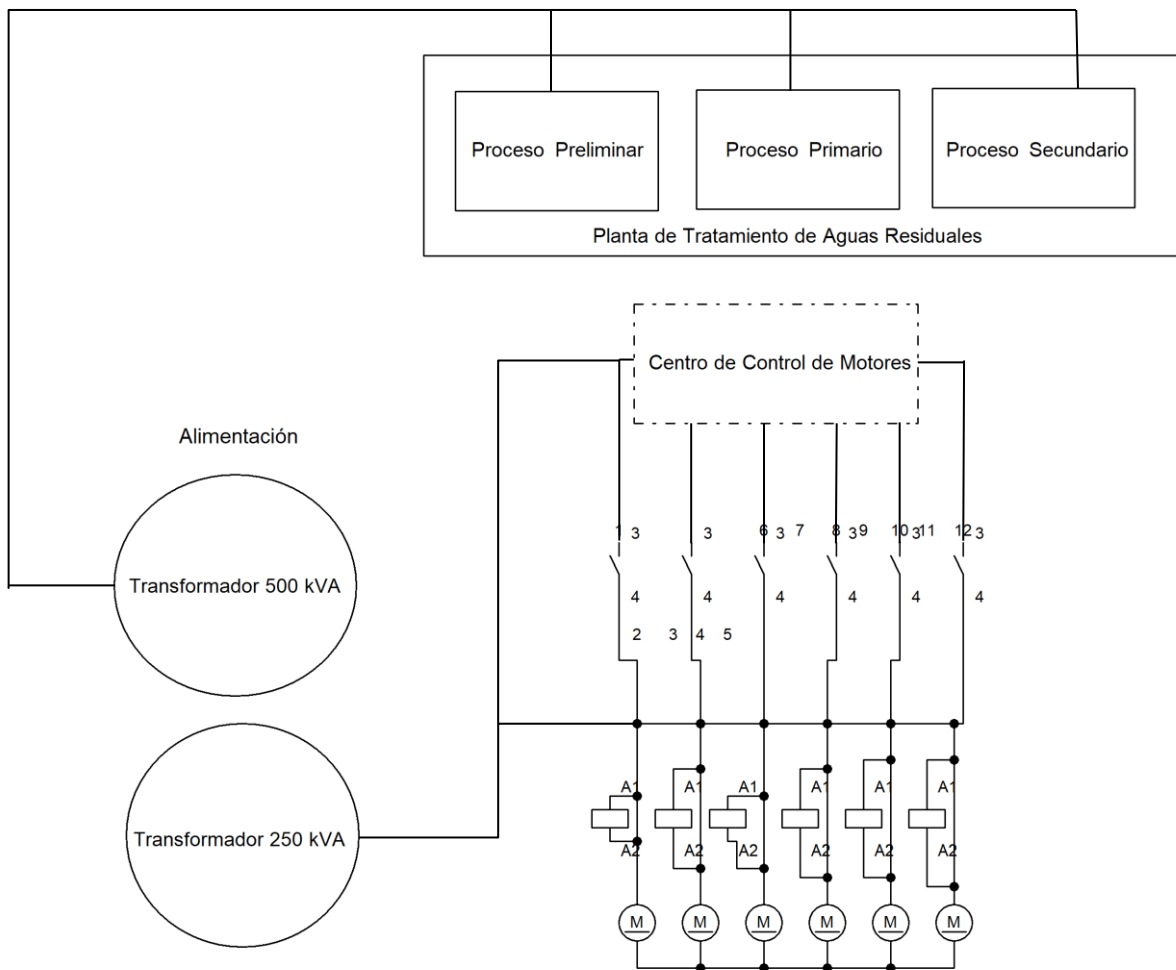 Proceso Preliminar
Proceso Primario
Proceso Secundario
Planta de Tratamiento de Aguas Residuales
Centro de Control de Motores
Alimentación
Transformador 500 kVA
1 3 3 6 3 7 8 3 9 10 3 11 12 3
4 4 4 4 4 4
2 3 4 5
A1 A1 A1 A1 A1 A1
Transformador 250 kVA
A2 A2 A2 A2 A2 A2
M M M M M M